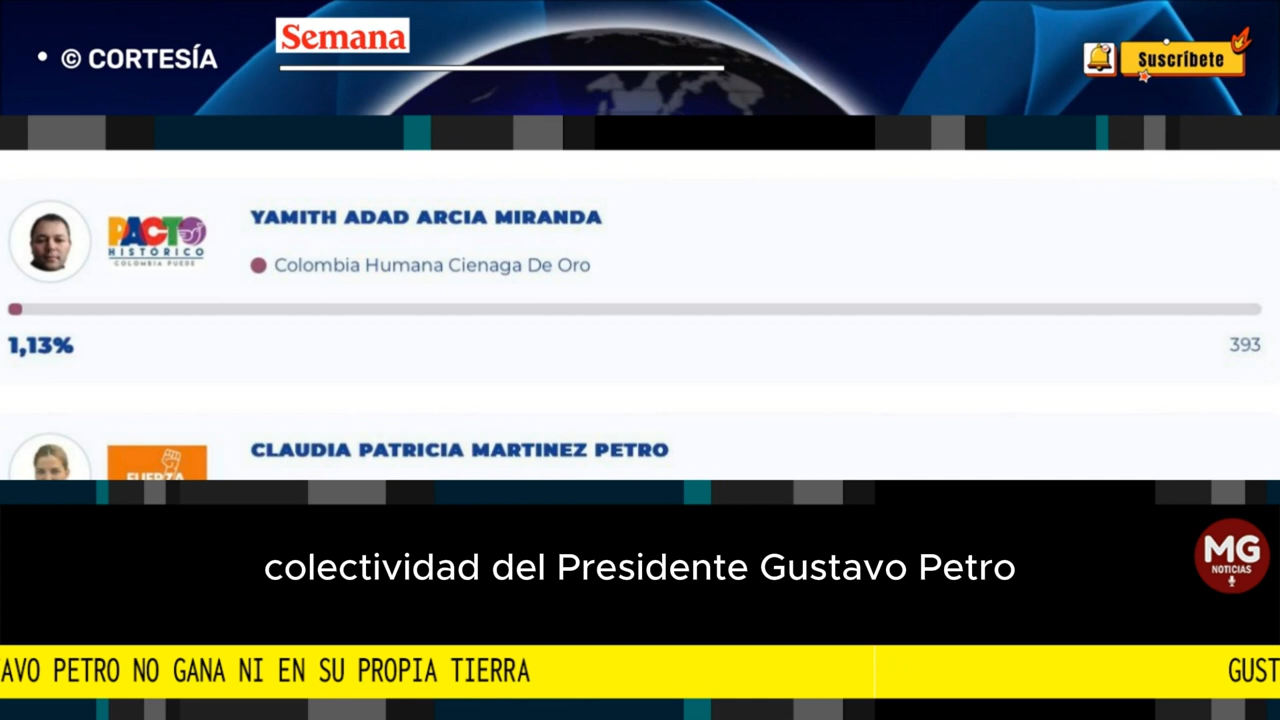 • © CORTESÍA
Semana
Suscríbete
PACTO
HISTÓRICO
COLOMBIA PUEDE
YAMITH ADAD ARCIA MIRANDA
Colombia Humana Cienaga De Oro
1,13%
393
FUERZA
CLAUDIA PATRICIA MARTINEZ PETRO
colectividad del Presidente Gustavo Petro
MG
NOTICIAS
AVO PETRO NO GANA NI EN SU PROPIA TIERRA
GUST